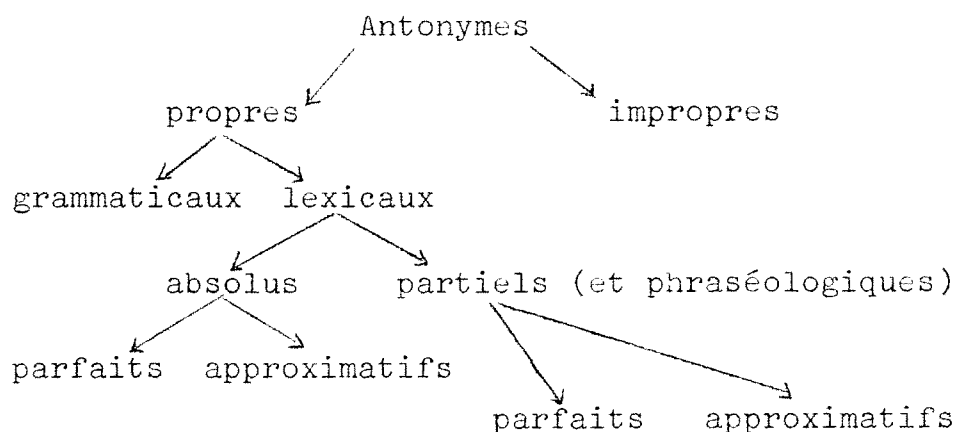 Antonymes
propres impropres
grammaticaux lexicaux
absolus partiels (et phraséologiques)
parfaits approximatifs
parfaits approximatifs